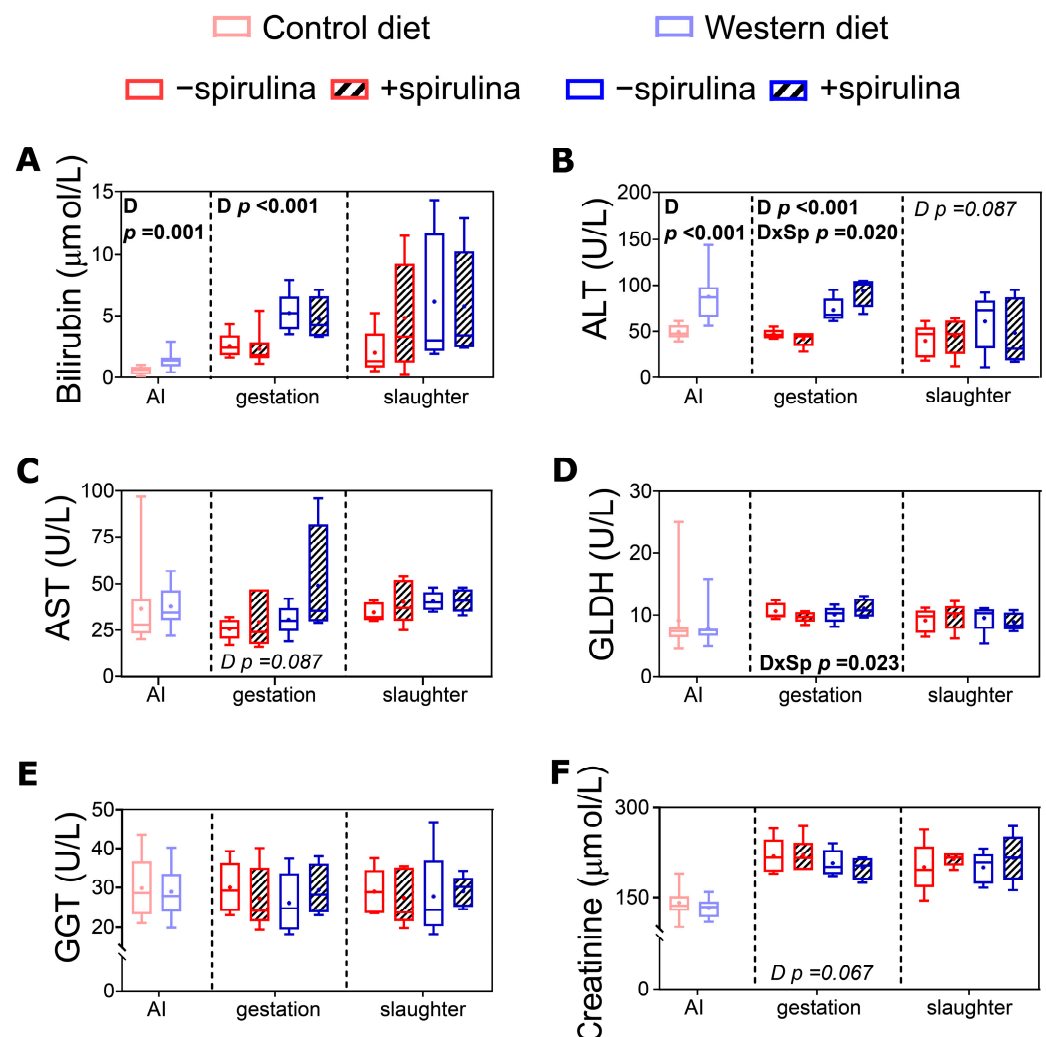 Control diet Western diet
−spirulina +spirulina −spirulina +spirulina
A
Bilirubin (μm ol/L)
15
10
5
0
D
p =0.001
D p <0.001
AI gestation slaughter
B
ALT (U/L)
200
150
100
50
0
D
p <0.001
D p <0.001
DxSp p =0.020
D p =0.087
AI gestation slaughter
C
AST (U/L)
100
75
50
25
0
D p =0.087
AI gestation slaughter
D
GLDH (U/L)
30
20
10
0
DxSp p =0.023
AI gestation slaughter
E
GGT (U/L)
50
40
30
20
0
AI gestation slaughter
F
Creatinine (μm ol/L)
300
150
0
D p =0.067
AI gestation slaughter